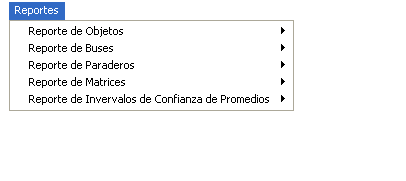 Reportes
Reporte de Objetos
Reporte de Buses
Reporte de Paraderos
Reporte de Matrices
Reporte de Invervalos de Confianza de Promedios